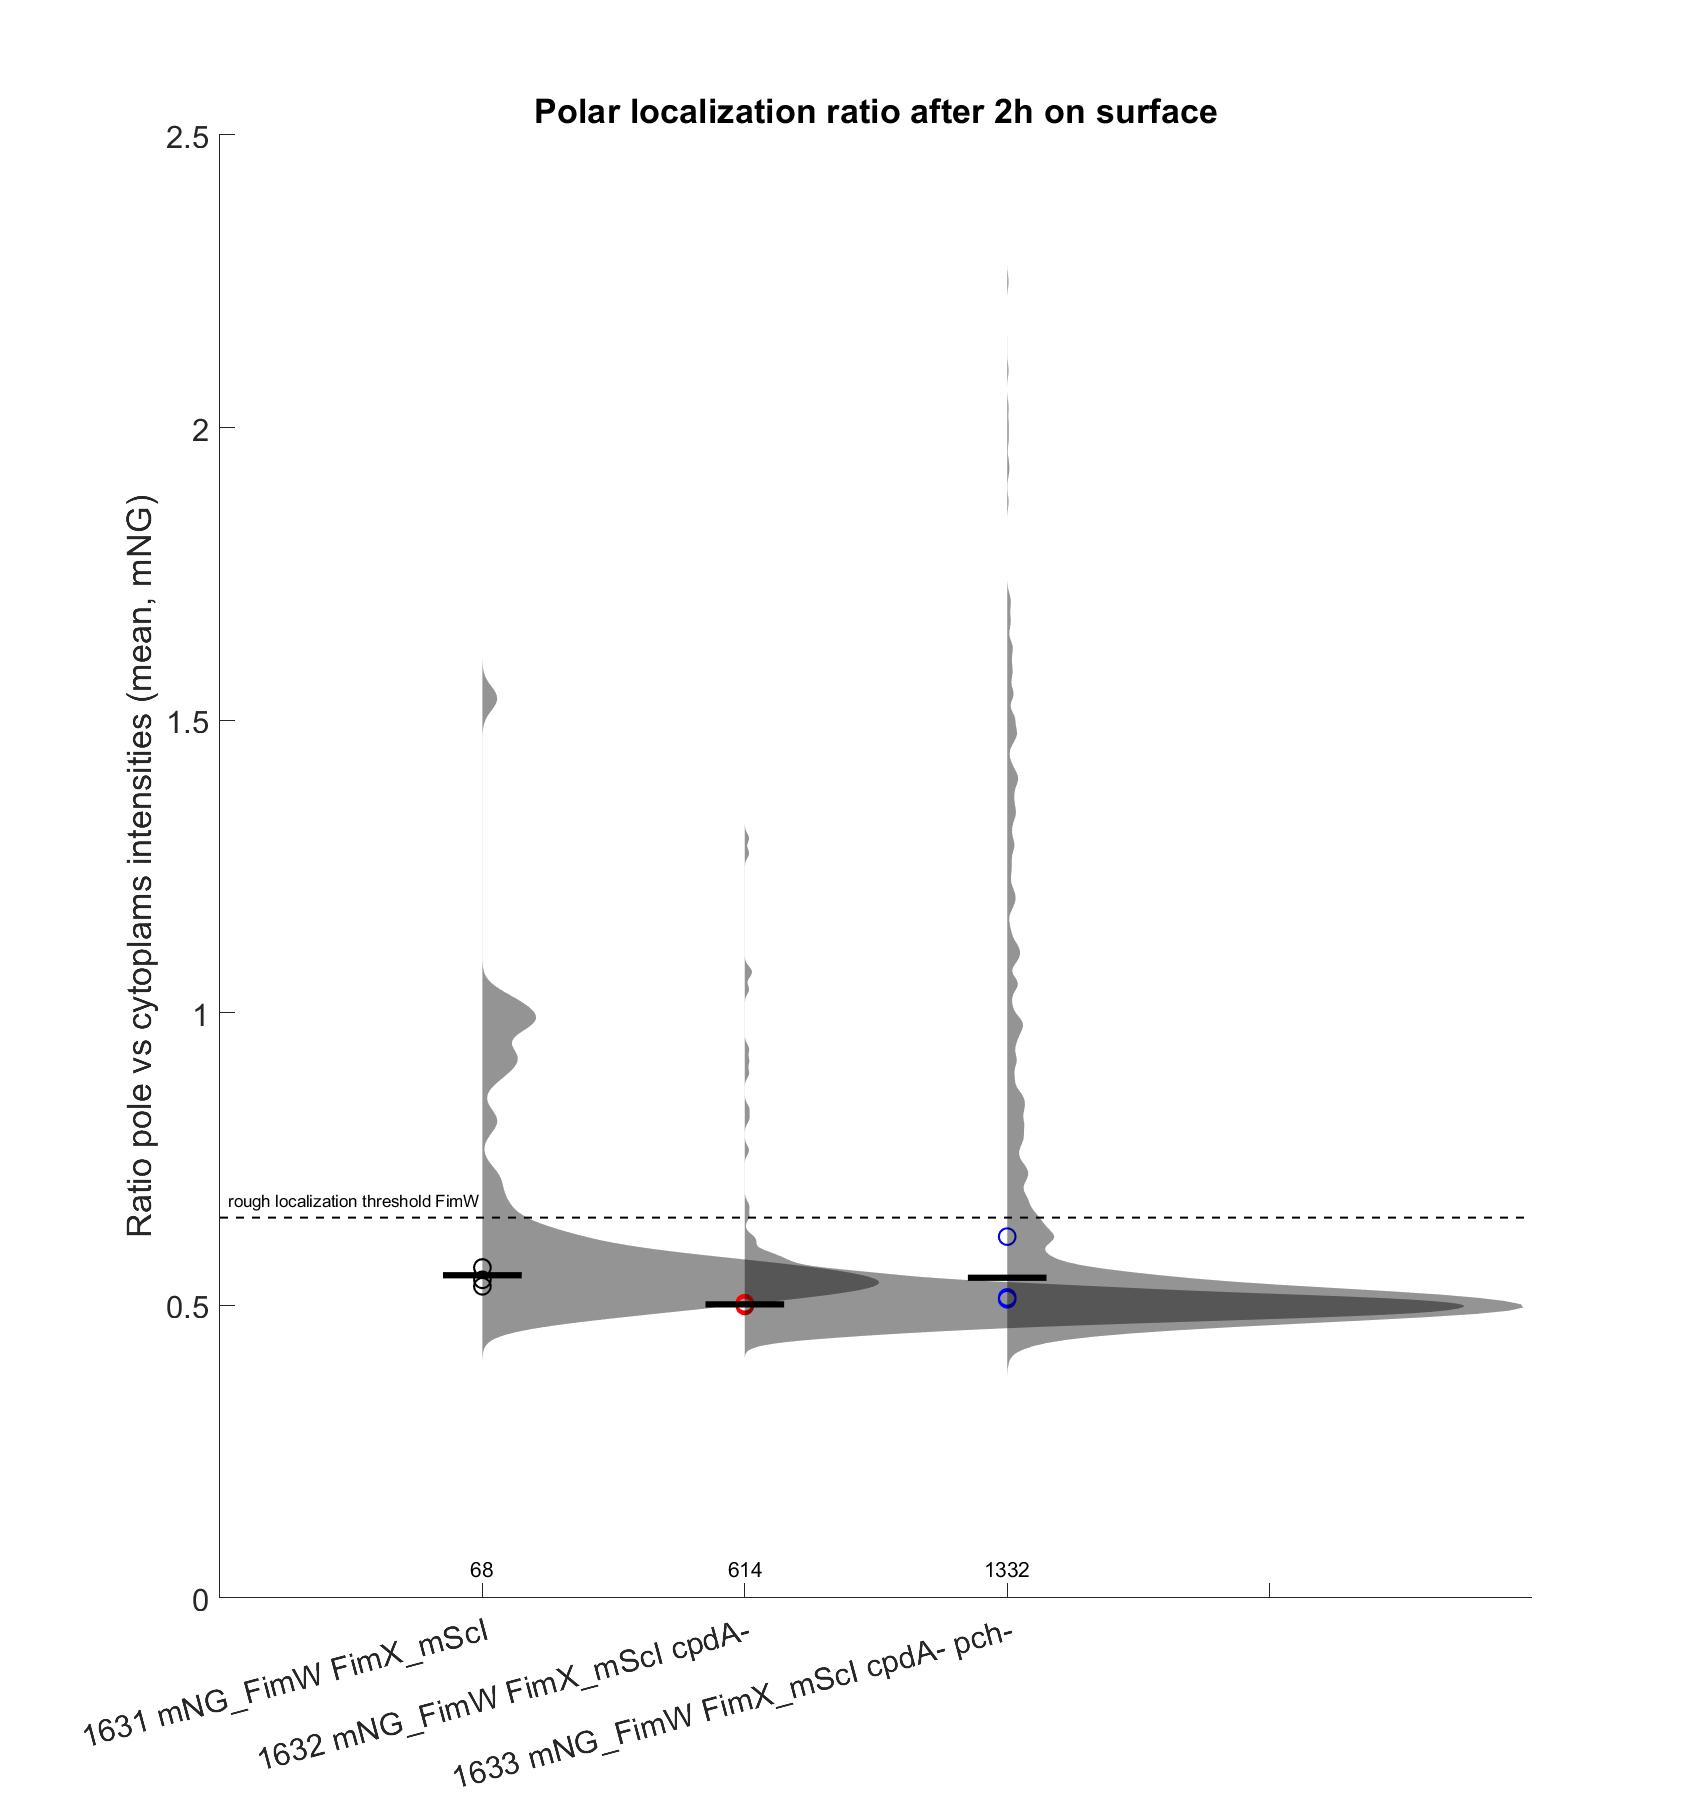 Polar localization ratio after 2h on surface
Ratio pole vs cytoplams intensities (mean, mNG)
2.5
2
1.5
1
0.5
0
rough localization threshold FimW
68
614
1332
1631 mNG_FimW FimX_mScI
1632 mNG_FimW FimX_mScI cpdA-
1633 mNG_FimW FimX_mScI cpdA- pch-